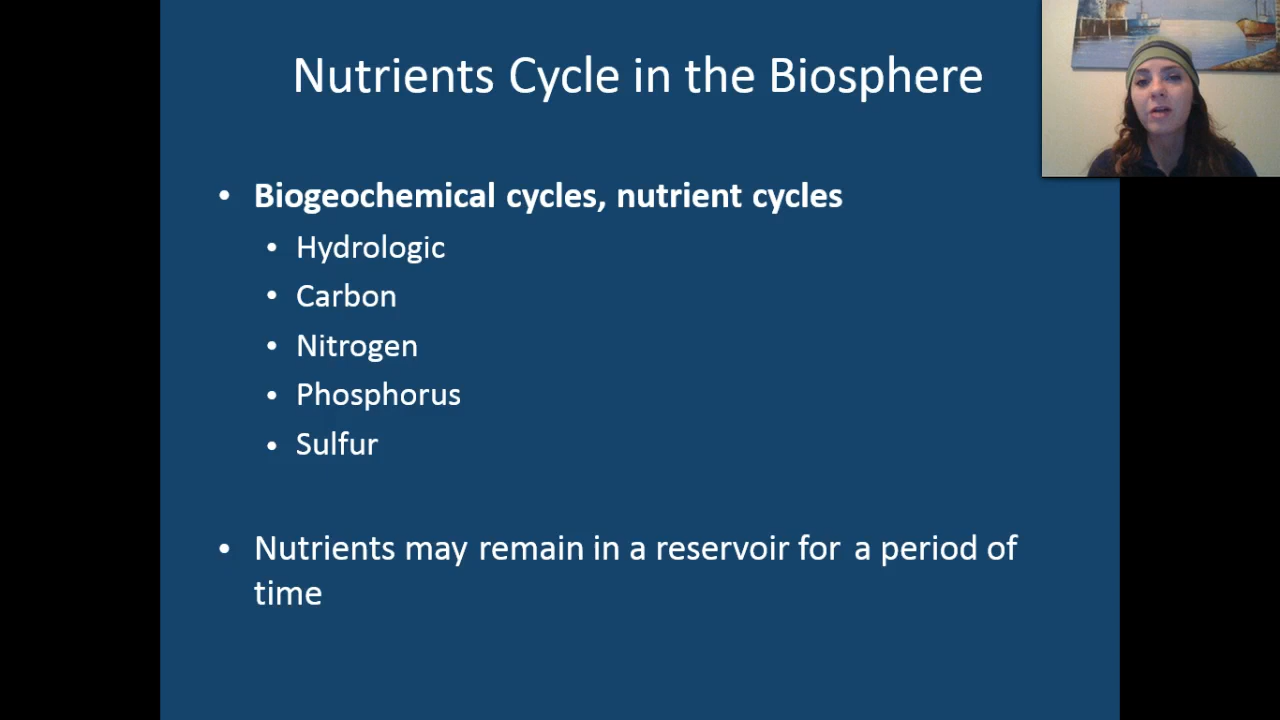 Nutrients Cycle in the Biosphere
• Biogeochemical cycles, nutrient cycles
• Hydrologic
• Carbon
• Nitrogen
• Phosphorus
• Sulfur
• Nutrients may remain in a reservoir for a period of
time